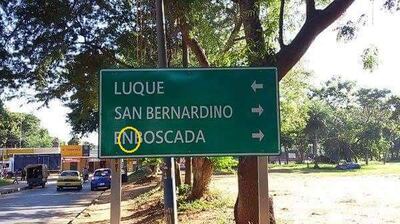 LUQUE ←
SAN BERNARDINO →
ENBOSCADA →